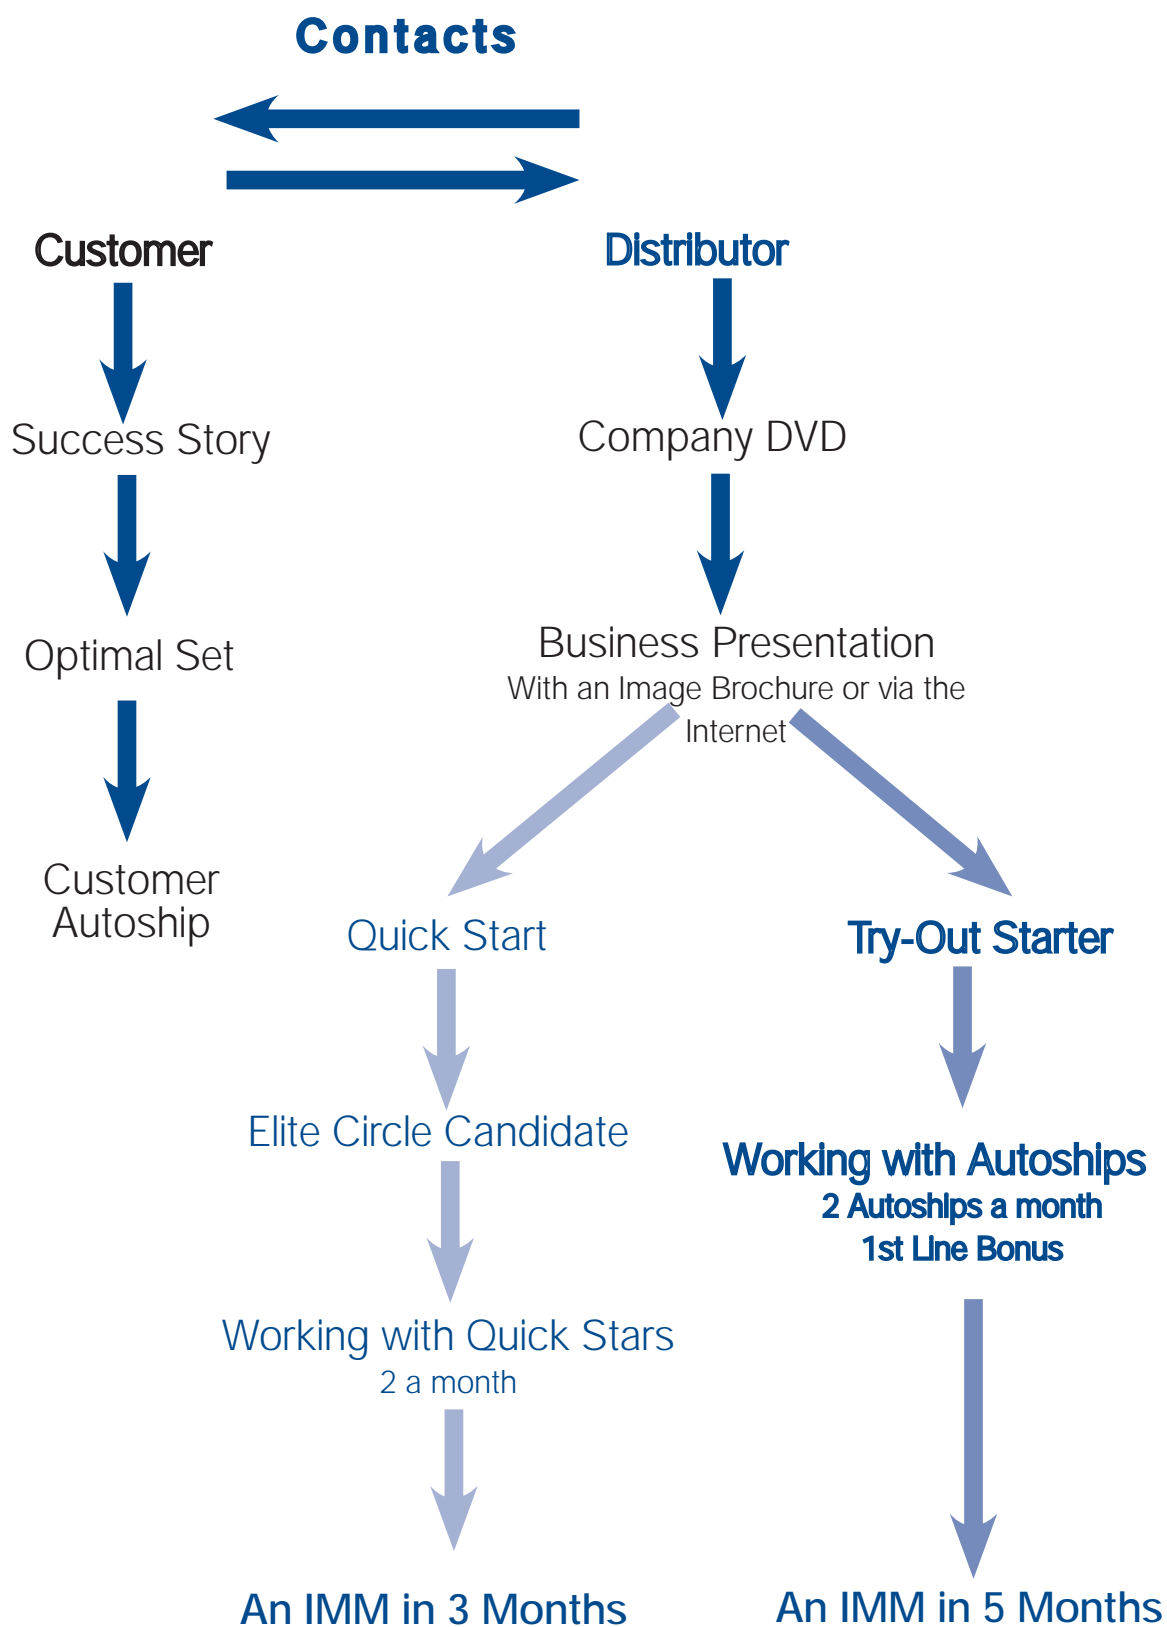 Contacts
Customer
Distributor
Success Story
Company DVD
Optimal Set
Business Presentation
With an Image Brochure or via the
Internet
Customer
Autoship
Quick Start
Try-Out Starter
Elite Circle Candidate
Working with Autoships
2 Autoships a month
1st Line Bonus
Working with Quick Stars
2 a month
An IMM in 3 Months
An IMM in 5 Months